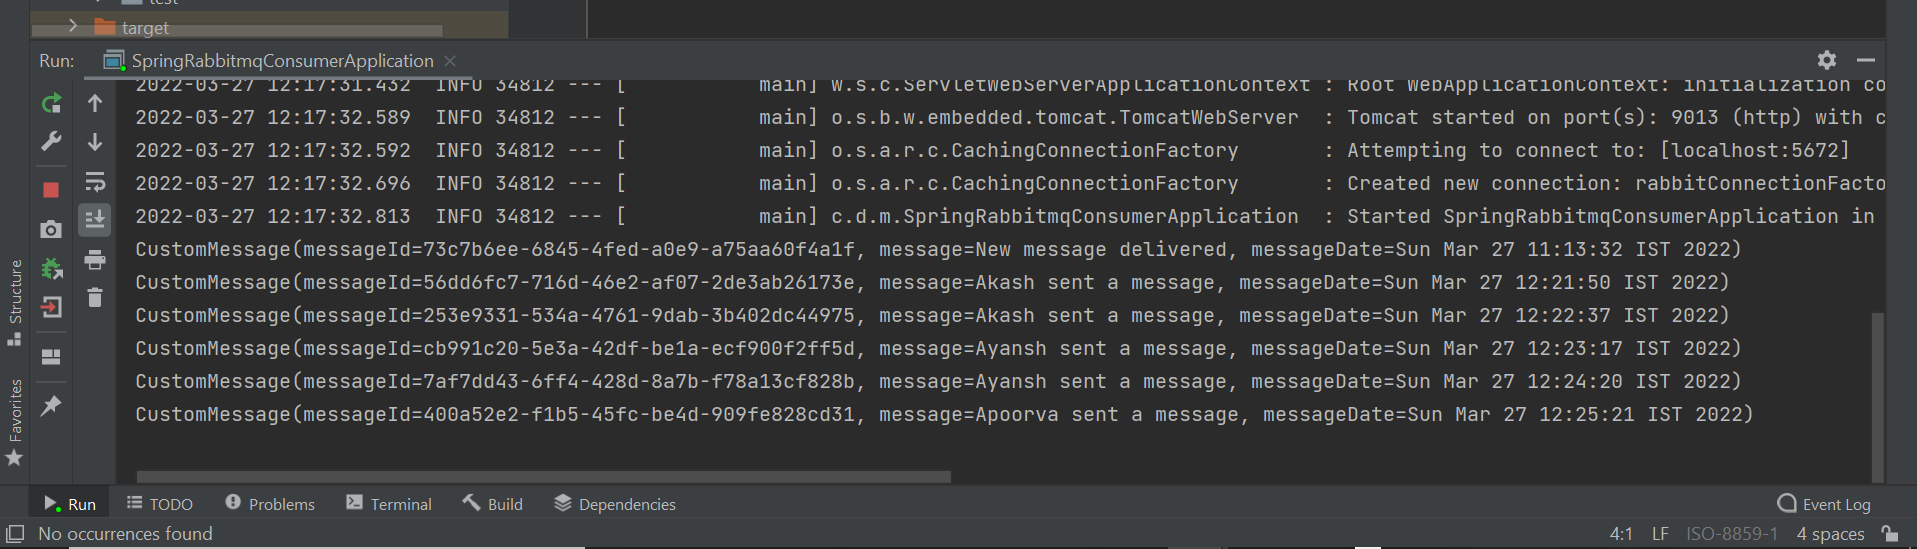 test
target
Run: SpringRabbitmqConsumerApplication
2022-03-27 12:17:31.432  INFO 34812 --- [           main] w.s.c.ServletWebServerApplicationContext : Root WebApplicationContext: initialization co
2022-03-27 12:17:32.589  INFO 34812 --- [           main] o.s.b.w.embedded.tomcat.TomcatWebServer  : Tomcat started on port(s): 9013 (http) with c
2022-03-27 12:17:32.592  INFO 34812 --- [           main] o.s.a.r.c.CachingConnectionFactory       : Attempting to connect to: [localhost:5672]
2022-03-27 12:17:32.696  INFO 34812 --- [           main] o.s.a.r.c.CachingConnectionFactory       : Created new connection: rabbitConnectionFacto
2022-03-27 12:17:32.813  INFO 34812 --- [           main] c.d.m.SpringRabbitmqConsumerApplication  : Started SpringRabbitmqConsumerApplication in
CustomMessage(messageId=73c7b6ee-6845-4fed-a0e9-a75aa60f4a1f, message=New message delivered, messageDate=Sun Mar 27 11:13:32 IST 2022)
CustomMessage(messageId=56dd6fc7-716d-46e2-af07-2de3ab26173e, message=Akash sent a message, messageDate=Sun Mar 27 12:21:50 IST 2022)
CustomMessage(messageId=253e9331-534a-4761-9dab-3b402dc44975, message=Akash sent a message, messageDate=Sun Mar 27 12:22:37 IST 2022)
CustomMessage(messageId=cb991c20-5e3a-42df-be1a-ecf900f2ff5d, message=Ayansh sent a message, messageDate=Sun Mar 27 12:23:17 IST 2022)
CustomMessage(messageId=7af7dd43-6ff4-428d-8a7b-f78a13cf828b, message=Ayansh sent a message, messageDate=Sun Mar 27 12:24:20 IST 2022)
CustomMessage(messageId=400a52e2-f1b5-45fc-be4d-909fe828cd31, message=Apoorva sent a message, messageDate=Sun Mar 27 12:25:21 IST 2022)
Structure
Favorites
Run TODO Problems Terminal Build Dependencies Event Log
No occurrences found 4:1 LF ISO-8859-1 4 spaces